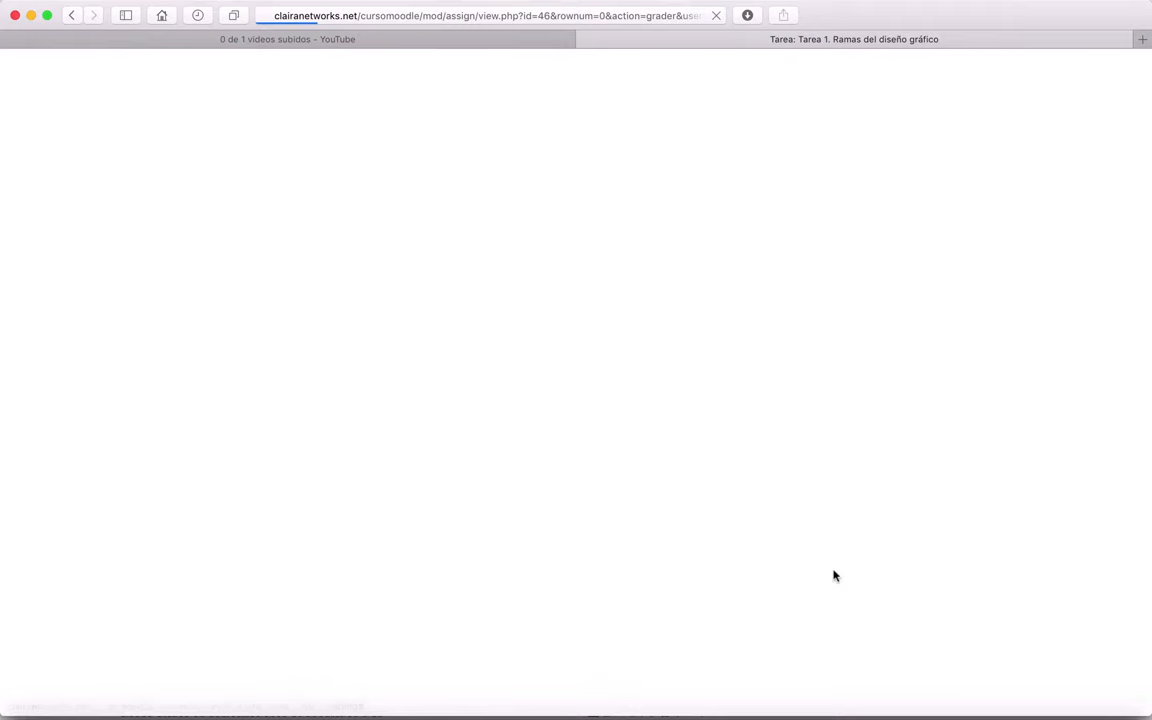 clairanetworks.net/cursomoodle/mod/assign/view.php?id=46&rownum=0&action=grader&use
0 de 1 videos subidos - YouTube
Tarea: Tarea 1. Ramas del diseño gráfico